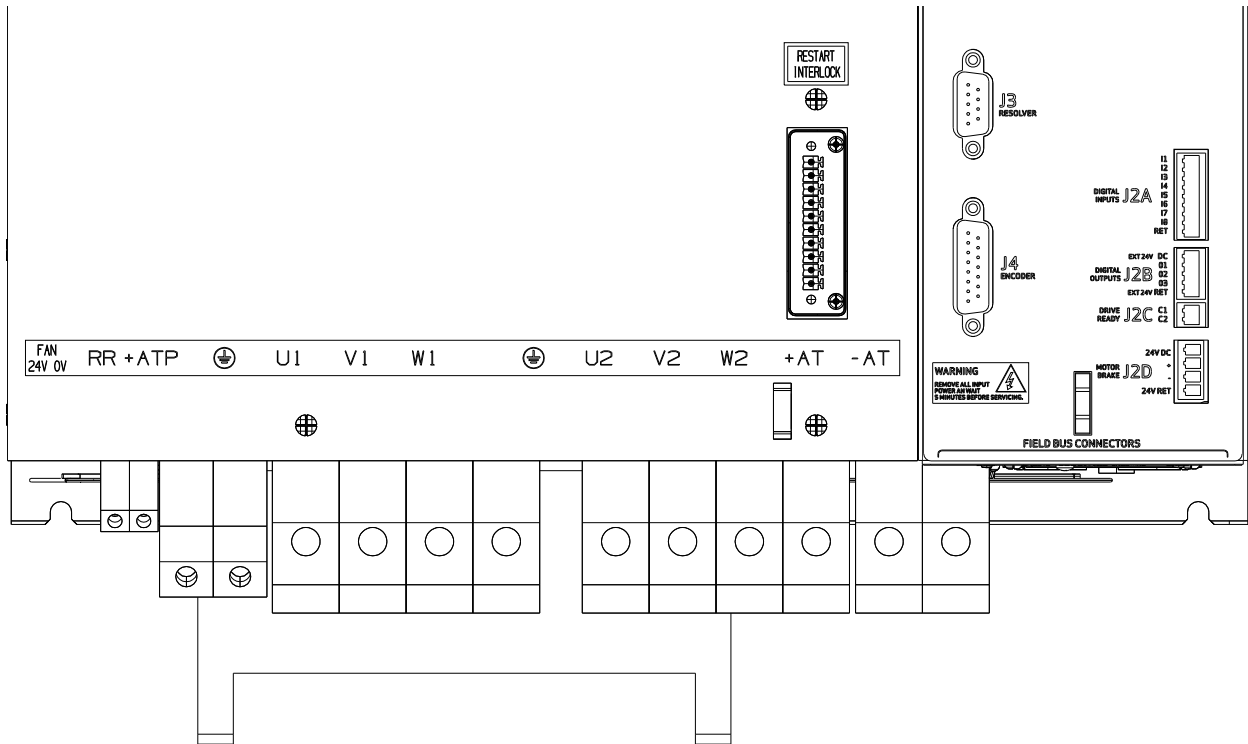 RESTART
INTERLOCK
J3
RESOLVER
J4
ENCODER
DIGITAL
INPUTS
J2A
I1
I2
I3
I4
I5
I6
I7
I8
RET
DIGITAL
OUTPUTS
J2B
EXT 24V DC
O1
O2
O3
EXT 24V RET
DRIVE
READY
J2C
C1
C2
MOTOR
BRAKE
J2D
24V DC
+
-
24V RET
FAN
24V 0V
RR +ATP U1 V1 W1 U2 V2 W2 +AT -AT
WARNING
REMOVE ALL INPUT
POWER AN WAIT
5 MINUTES BEFORE SERVICING.
FIELD BUS CONNECTORS